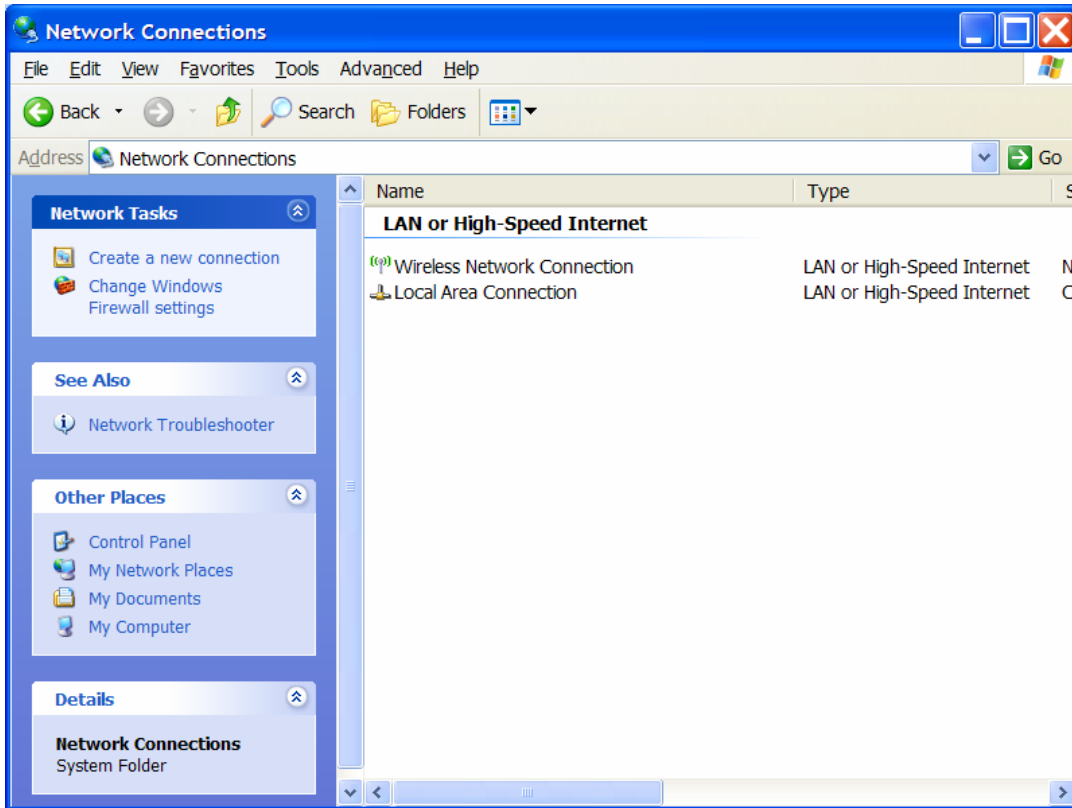 Network Connections
File Edit View Favorites Tools Advanced Help
Back Search Folders
Address Network Connections Go
Network Tasks
Create a new connection
Change Windows
Firewall settings
See Also
Network Troubleshooter
Other Places
Control Panel
My Network Places
My Documents
My Computer
Details
Network Connections
System Folder
Name Type S
LAN or High-Speed Internet
Wireless Network Connection LAN or High-Speed Internet N
Local Area Connection LAN or High-Speed Internet C